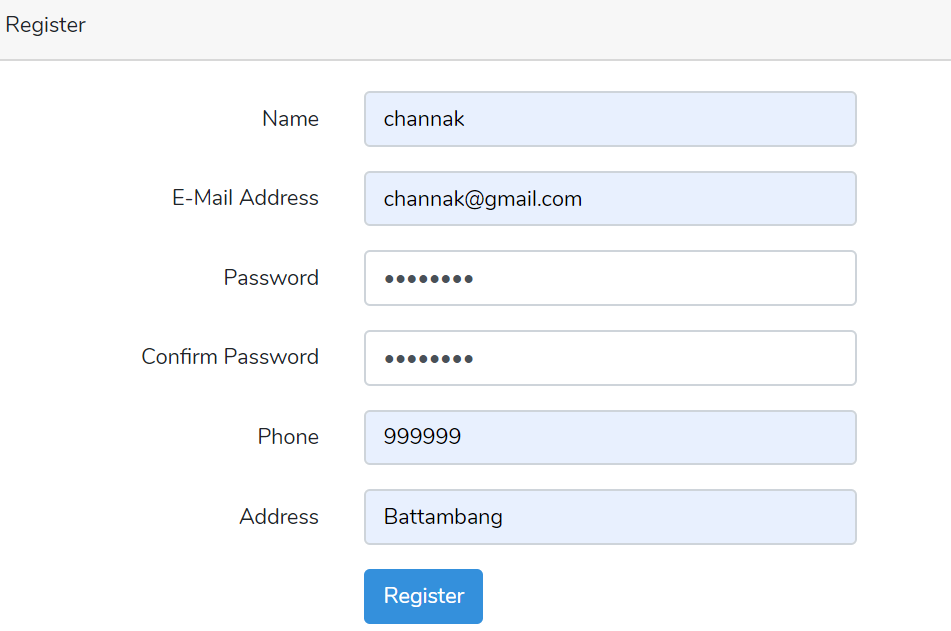 Register
Name channak
E-Mail Address channak@gmail.com
Password ••••••••
Confirm Password ••••••••
Phone 999999
Address Battambang
Register